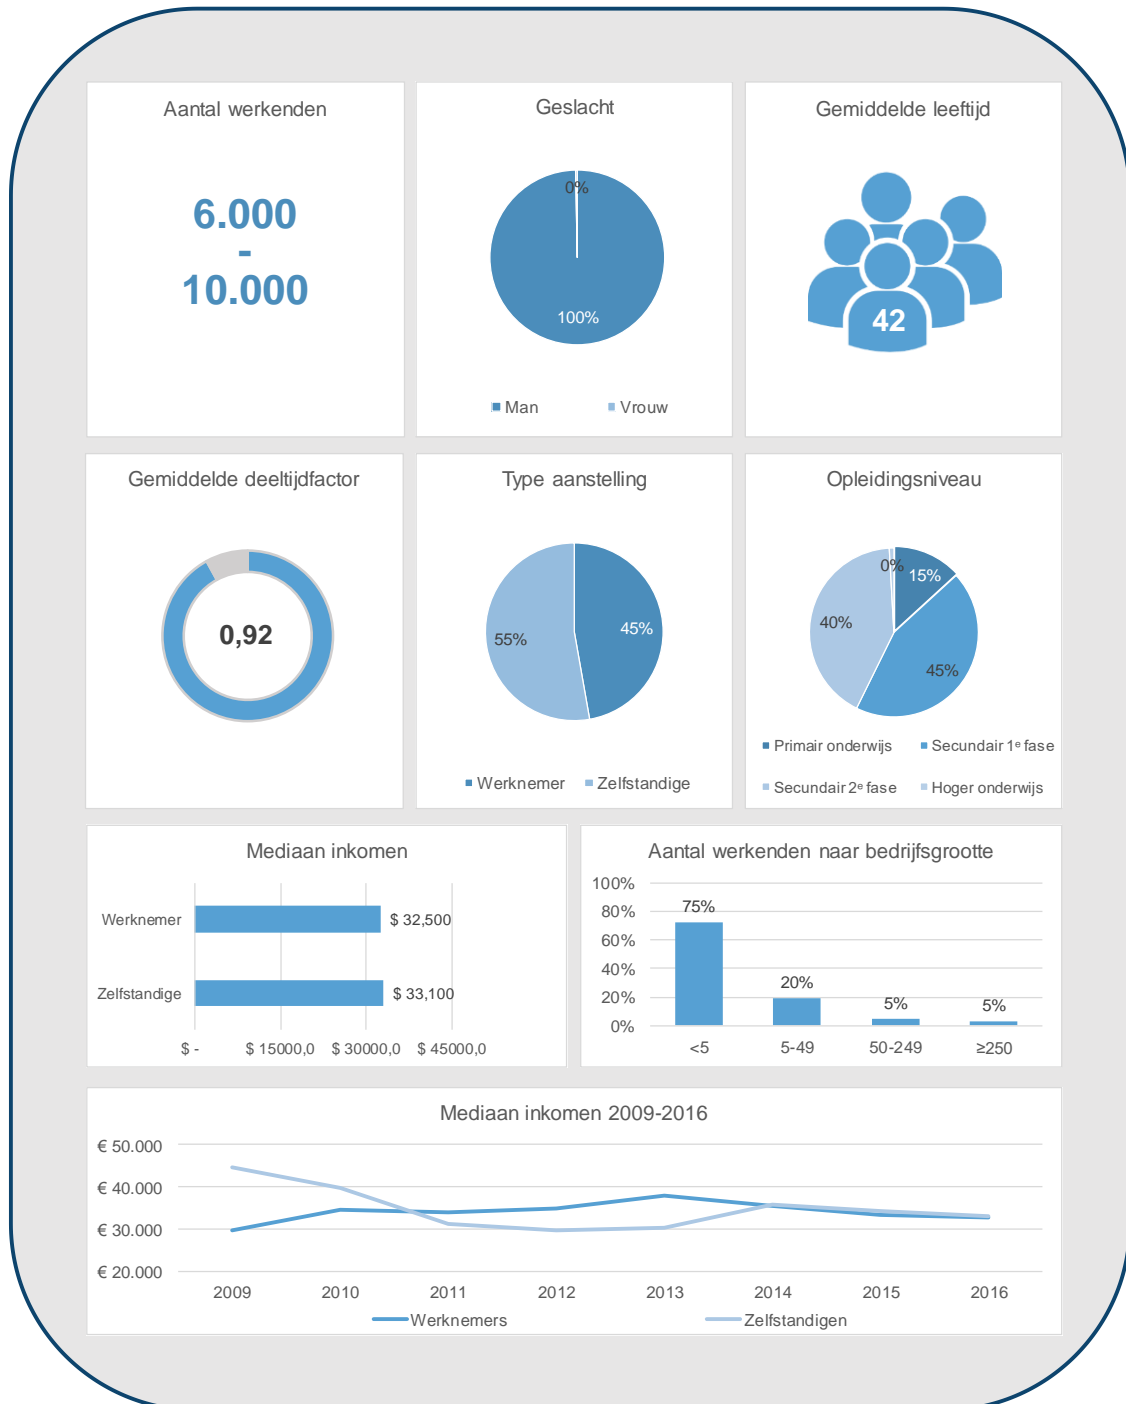 Aantal werkenden
6.000
-
10.000
Geslacht
0%
100%
Man
Vrouw
Gemiddelde leeftijd
42
Gemiddelde deeltijdfactor
0,92
Type aanstelling
55%
45%
Werknemer
Zelfstandige
Opleidingsniveau
0%
15%
40%
45%
Primair onderwijs
Secundair 1e fase
Secundair 2e fase
Hoger onderwijs
Mediaan inkomen
Werknemer
$ 32,500
Zelfstandige
$ 33,100
$ -
$ 15000,0
$ 30000,0
$ 45000,0
Aantal werkenden naar bedrijfsgrootte
100%
80%
60%
40%
20%
0%
75%
20%
5%
5%
<5
5-49
50-249
≥250
Mediaan inkomen 2009-2016
€ 50.000
€ 40.000
€ 30.000
€ 20.000
2009
2010
2011
2012
2013
2014
2015
2016
Werknemers
Zelfstandigen